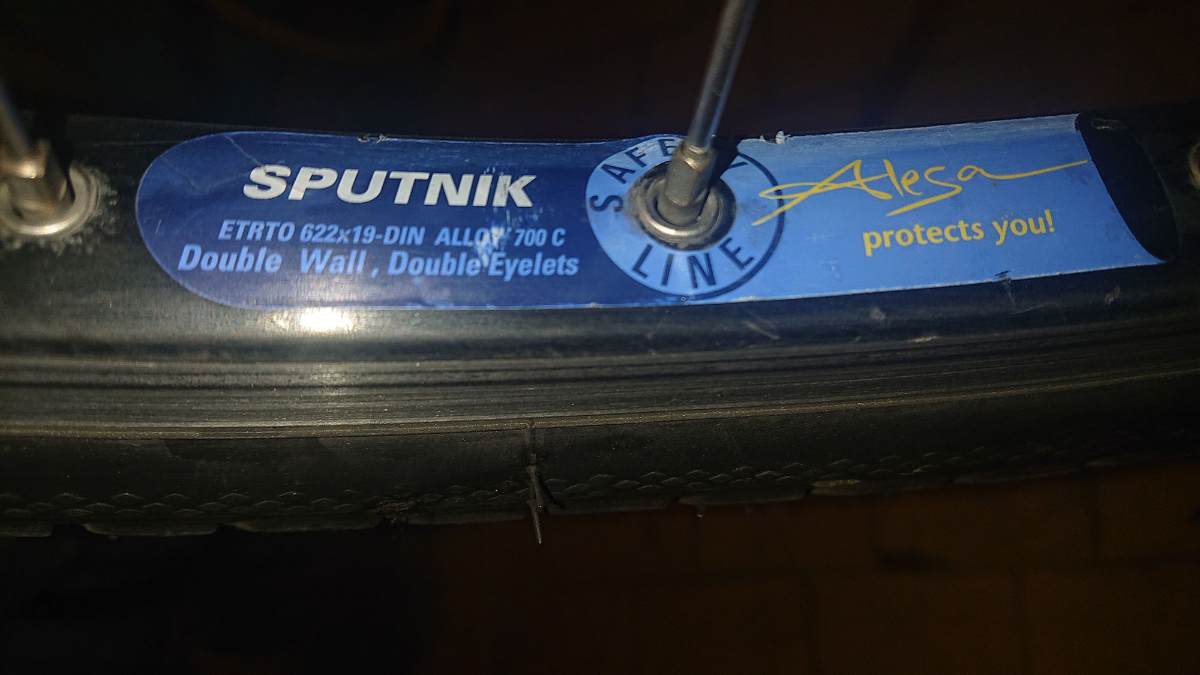 SPUTNIK
ETRTO 622x19-DIN ALLOY 700 C
Double Wall, Double Eyelets
SAFETY
LINE
Alesa
protects you!